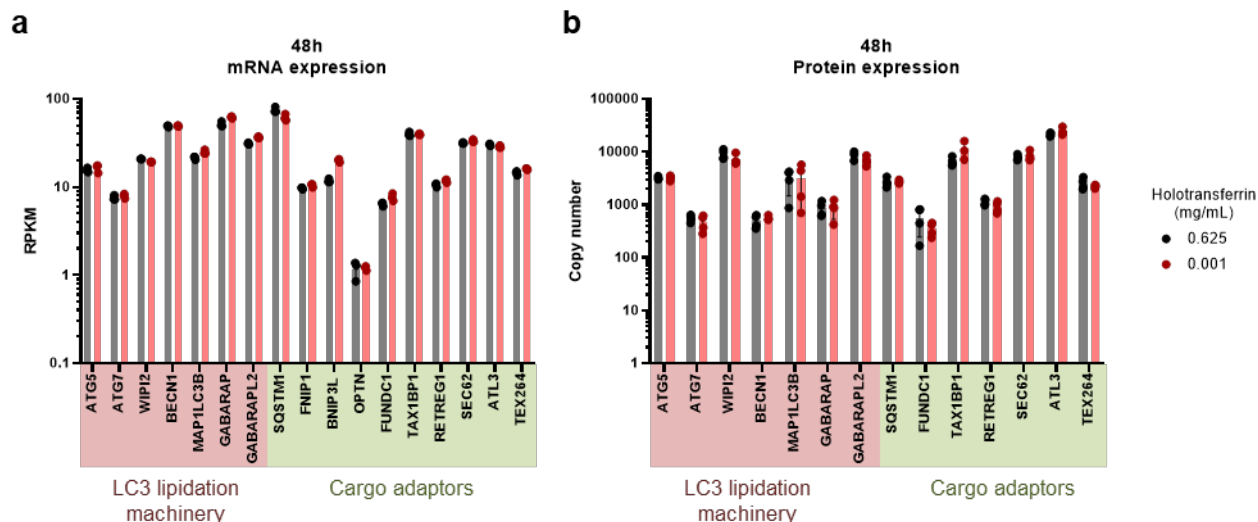 a
48h
mRNA expression
RPKM
100
10
1
0.1
ATG5
ATG7
WIPI2
BECN1
MAP1LC3B
GABARAP
GABARAPL2
SQSTM1
FNIP1
BNIP3L
OPTN
FUNDC1
TAX1BP1
RETREG1
SEC62
ATL3
TEX264
LC3 lipidation
machinery
Cargo adaptors
b
48h
Protein expression
Copy number
100000
10000
1000
100
10
1
ATG5
ATG7
WIPI2
BECN1
MAP1LC3B
GABARAP
GABARAPL2
SQSTM1
FUNDC1
TAX1BP1
RETREG1
SEC62
ATL3
TEX264
LC3 lipidation
machinery
Cargo adaptors
Holotransferrin
(mg/mL)
0.625
0.001